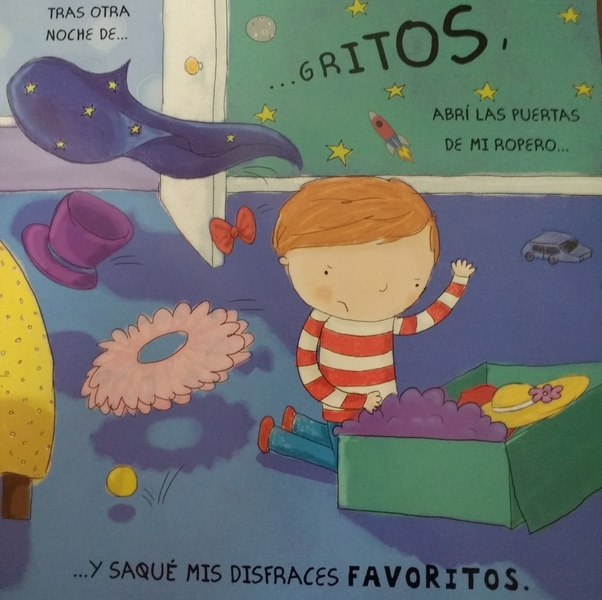 TRAS OTRA
NOCHE DE...
...GRITOS,
ABRÍ LAS PUERTAS
DE MI ROPERO...
...Y SAQUÉ MIS DISFRACES FAVORITOS.